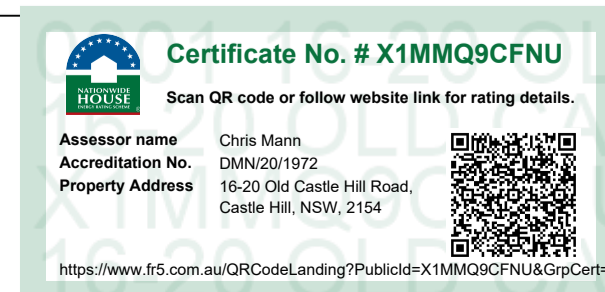 Certificate No. # X1MMQ9CFNU
NATIONWIDE
HOUSE
ENERGY RATING SCHEME
Scan QR code or follow website link for rating details.
Assessor name Chris Mann
Accreditation No. DMN/20/1972
Property Address 16-20 Old Castle Hill Road,
Castle Hill, NSW, 2154
https://www.fr5.com.au/QRCodeLanding?PublicId=X1MMQ9CFNU&GrpCert=